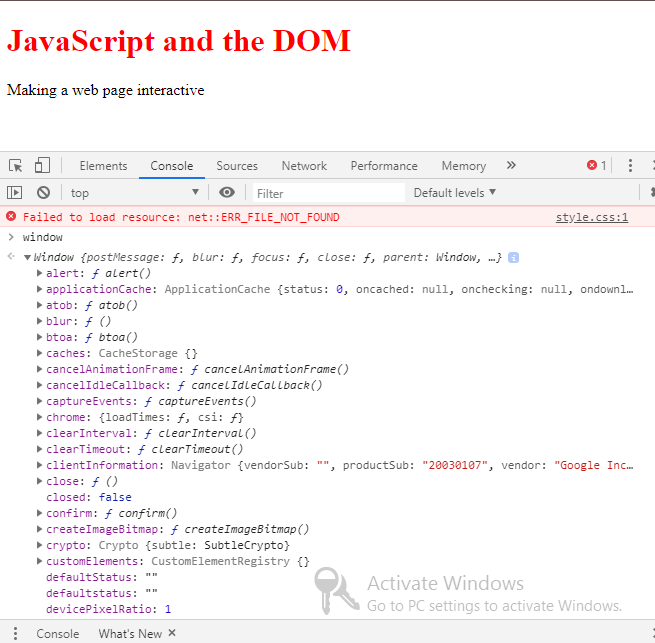 JavaScript and the DOM
Making a web page interactive
Elements Console Sources Network Performance Memory » 1
top Filter Default levels
Failed to load resource: net::ERR_FILE_NOT_FOUND style.css:1
> window
Window {postMessage: ƒ, blur: ƒ, focus: ƒ, close: ƒ, parent: Window, …}
alert: ƒ alert()
applicationCache: ApplicationCache {status: 0, oncached: null, onchecking: null, ondownl…
atob: ƒ atob()
blur: ƒ ()
btoa: ƒ btoa()
caches: CacheStorage {}
cancelAnimationFrame: ƒ cancelAnimationFrame()
cancelIdleCallback: ƒ cancelIdleCallback()
captureEvents: ƒ captureEvents()
chrome: {loadTimes: ƒ, csi: ƒ}
clearInterval: ƒ clearInterval()
clearTimeout: ƒ clearTimeout()
clientInformation: Navigator {vendorSub: "", productSub: "20030107", vendor: "Google Inc…
close: ƒ ()
closed: false
confirm: ƒ confirm()
createImageBitmap: ƒ createImageBitmap()
crypto: Crypto {subtle: SubtleCrypto}
customElements: CustomElementRegistry {}
defaultStatus: ""
defaultstatus: ""
devicePixelRatio: 1
Activate Windows
Go to PC settings to activate Windows.
Console What's New ×